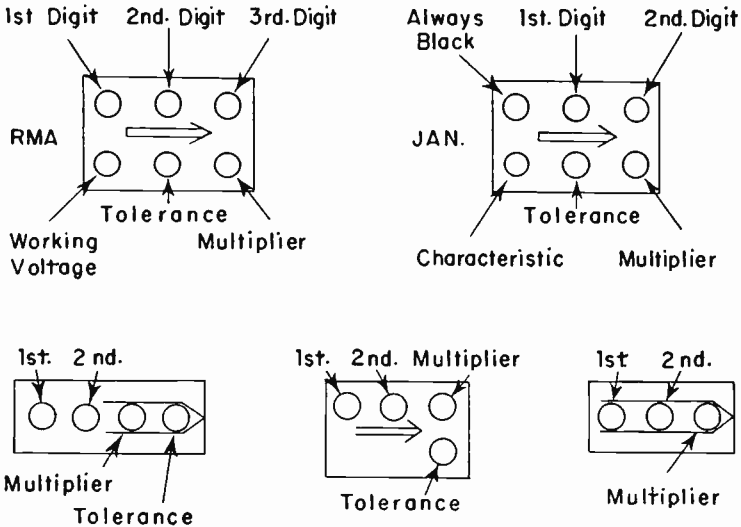 1st Digit 2nd. Digit 3rd. Digit
RMA
Tolerance
Working
Voltage
Multiplier
Always
Black
1st. Digit 2nd. Digit
JAN.
Tolerance
Characteristic Multiplier
1st. 2nd.
Multiplier
Tolerance
1st. 2nd. Multiplier
Tolerance
1st 2nd.
Multiplier